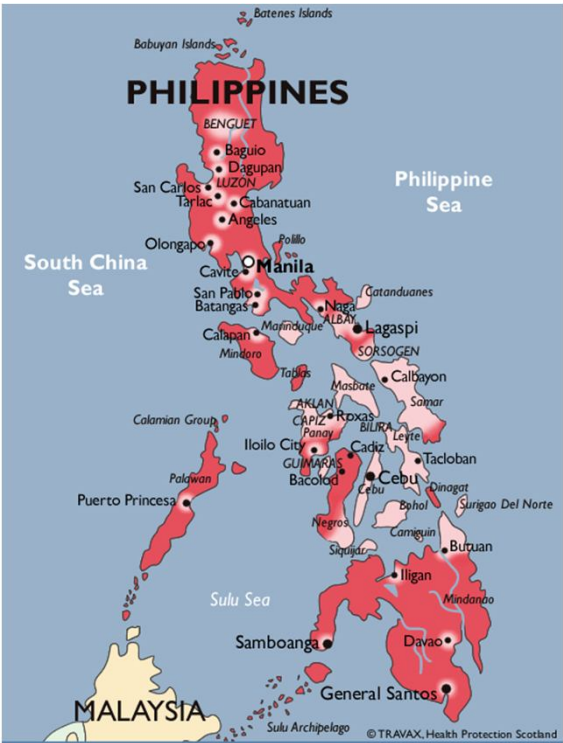 Batenes Islands
Babuyan Islands
PHILIPPINES
BENGUET
Baguio
Dagupan
San Carlos
LUZON
Tarlac
Cabanatuan
Philippine
Sea
Angeles
Olongapo
Polillo
South China
Sea
Manila
Cavite
San Pablo
Catanduanes
Batangas
Naga
ALBAY
Marinduque
Lagaspi
Calapan
Mindoro
SORSOGEN
Tablas
Calbayon
Masbate
Samar
AKLAN
Calamian Group
CAPIZ
Roxas
BILIRA
Panay
Leyte
Iloilo City
Cadiz
GUIMARAS
Tacloban
Palawan
Bacolod
Cebu
Cebu
Dinagat
Puerto Princesa
Bohol
Surigao Del Norte
Negros
Camiguin
Siquijar
Butuan
Iligan
Sulu Sea
Mindanao
Samboanga
Davao
General Santos
MALAYSIA
Sulu Archipelago
© TRAVAX, Health Protection Scotland